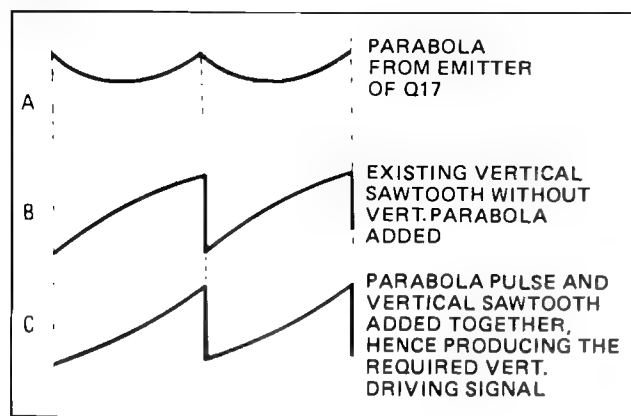 PARABOLA
FROM EMITTER
OF Q17
A
EXISTING VERTICAL
SAWTOOTH WITHOUT
VERT. PARABOLA
ADDED
B
PARABOLA PULSE AND
VERTICAL SAWTOOTH
ADDED TOGETHER,
HENCE PRODUCING THE
REQUIRED VERT.
DRIVING SIGNAL
C